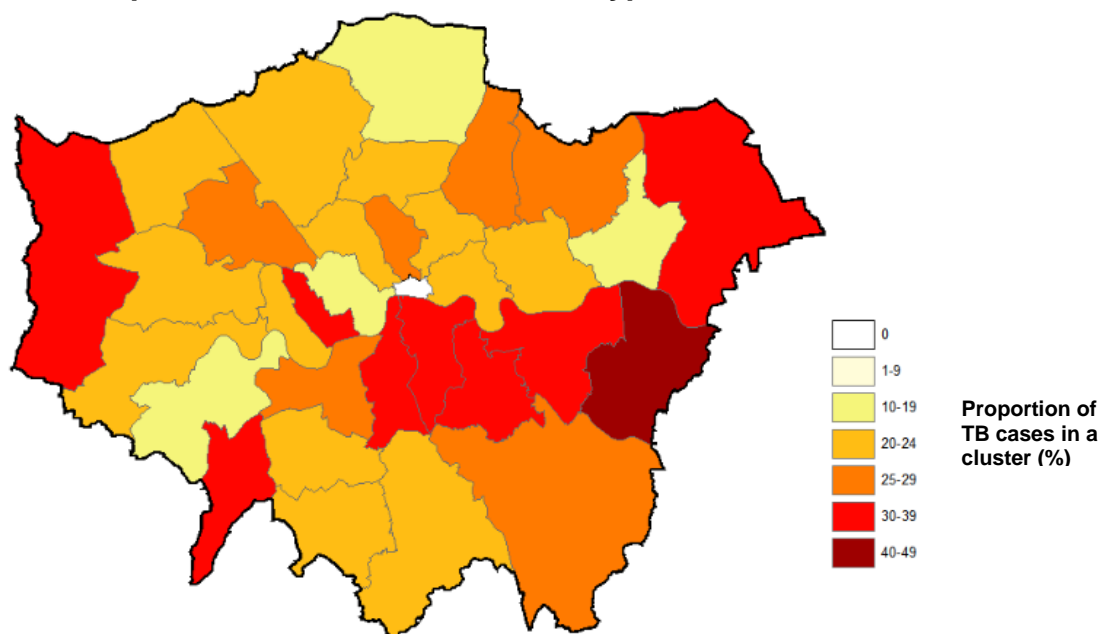 0
1-9
10-19
20-24
25-29
30-39
40-49
Proportion of
TB cases in a
cluster (%)